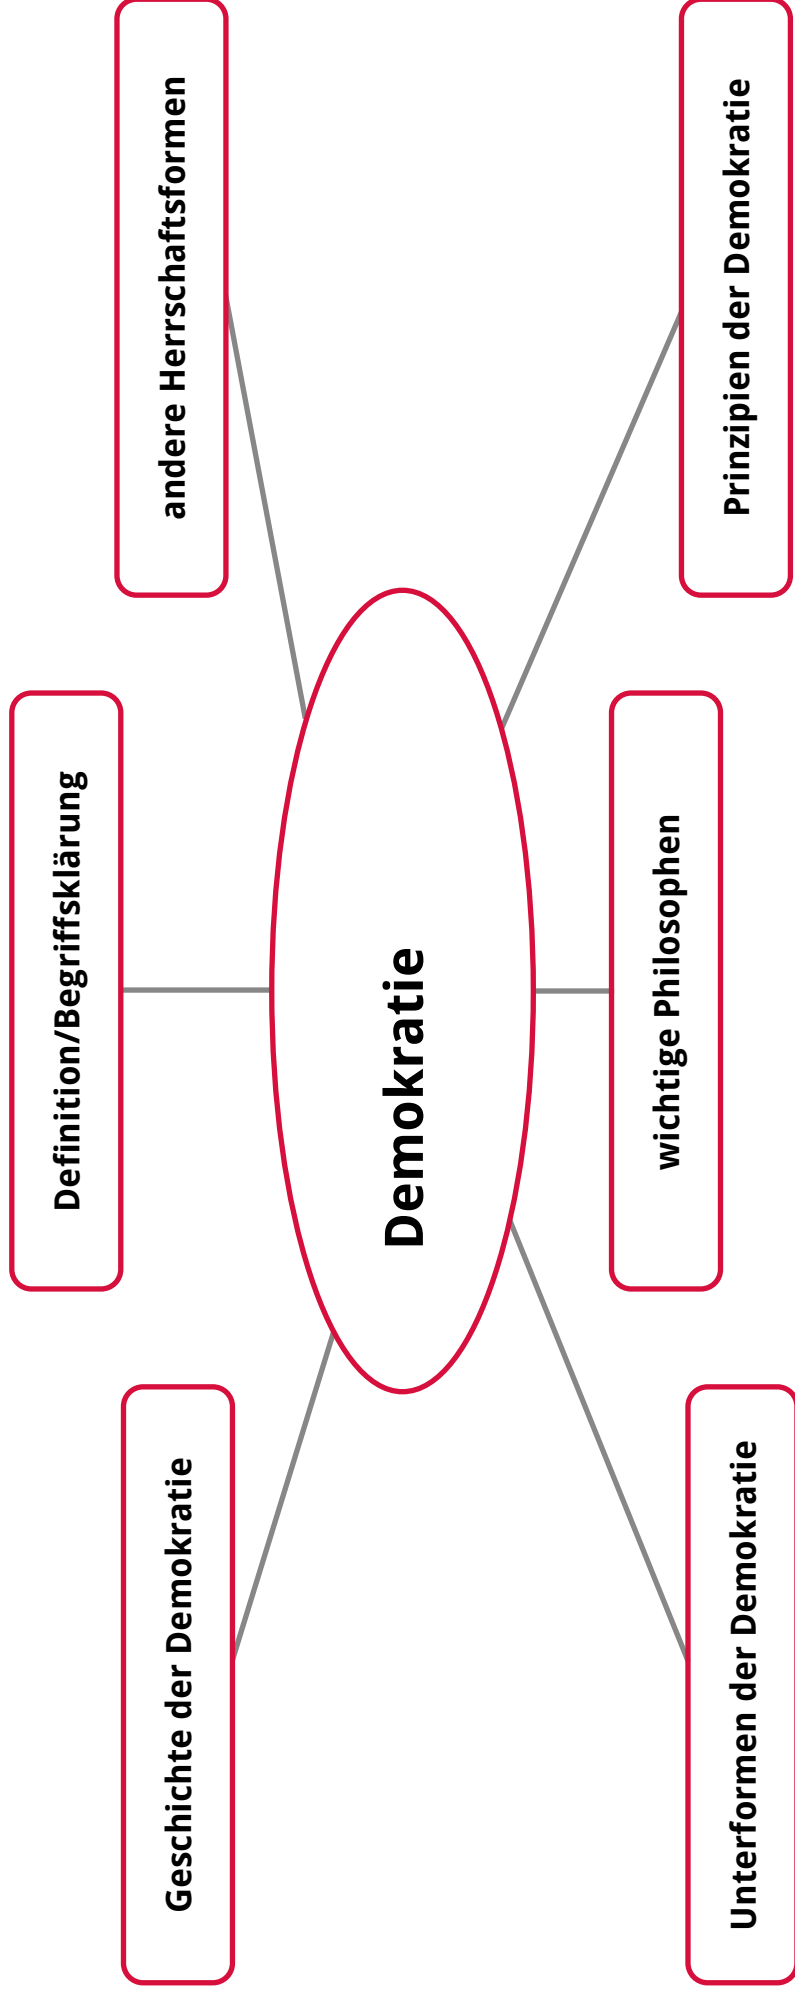 Definition/Begriffsklärung
Geschichte der Demokratie
andere Herrschaftsformen
Demokratie
wichtige Philosophen
Unterformen der Demokratie
Prinzipien der Demokratie